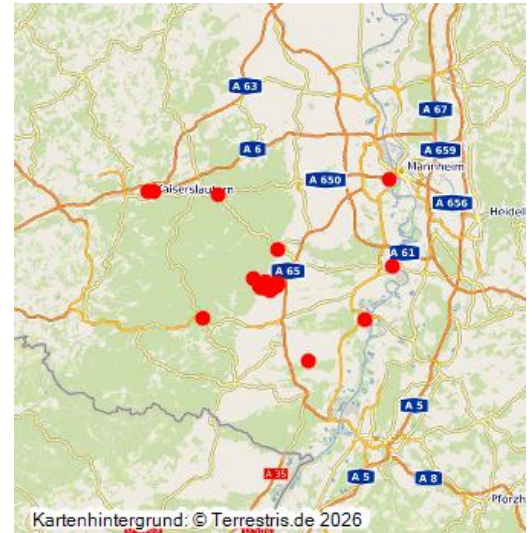 A 63
A 67
A 6
A 659
Mannheim
A 650
Kaiserslautern
A 656
Heidel
A 61
A 65
A 5
A 35
A 5
A 8
Pforzh
Kartenhintergrund: © Terrestris.de 2026